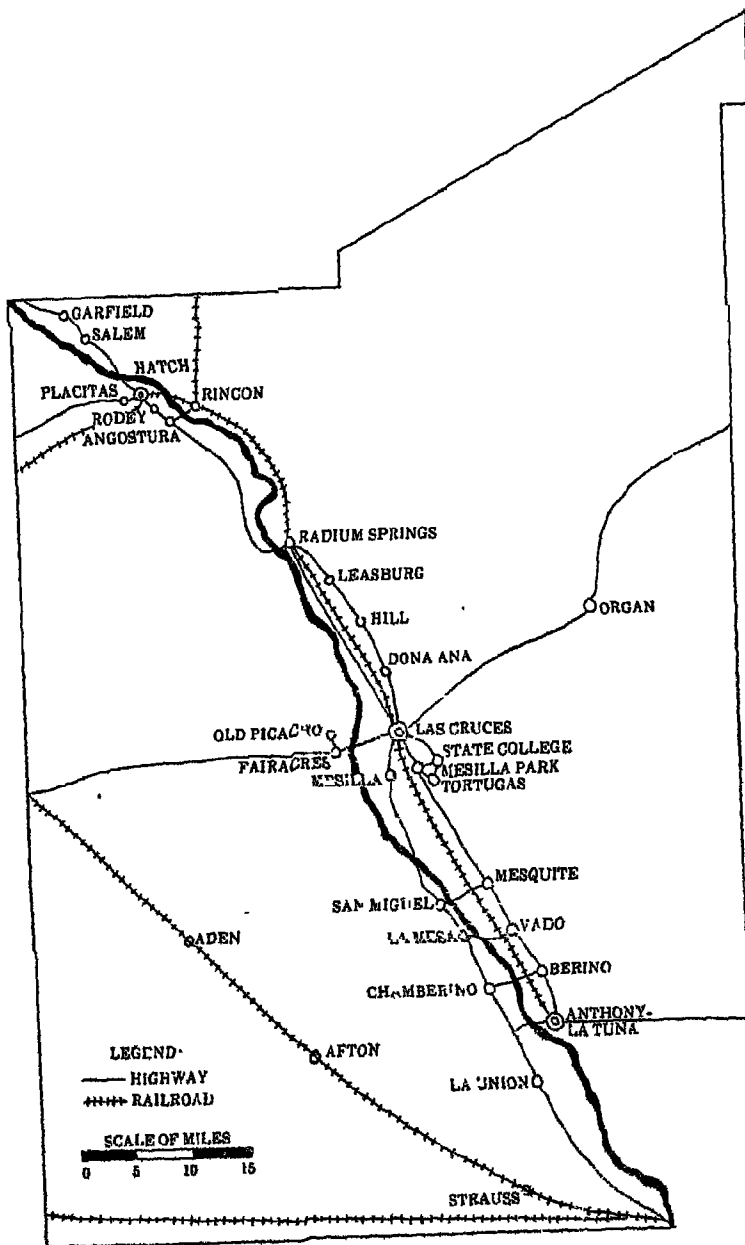 GARFIELD
SALEM
HATCH
PLACITAS
RINCON
RODEY
ANGOSTURA
RADIUM SPRINGS
LEASBURG
HILL
ORGAN
DONA ANA
OLD PICACHO
LAS CRUCES
STATE COLLEGE
FAIRACRES
MESILLA PARK
MESILLA
TORTUGAS
MESQUITE
SAN MIGUEL
VADO
LA MESA
ADEN
BERINO
CHAMBERINO
ANTHONY-
LA TUNA
AFTON
LA UNION
LEGEND·
HIGHWAY
RAILROAD
SCALE OF MILES
0 5 10 15
STRAUSS